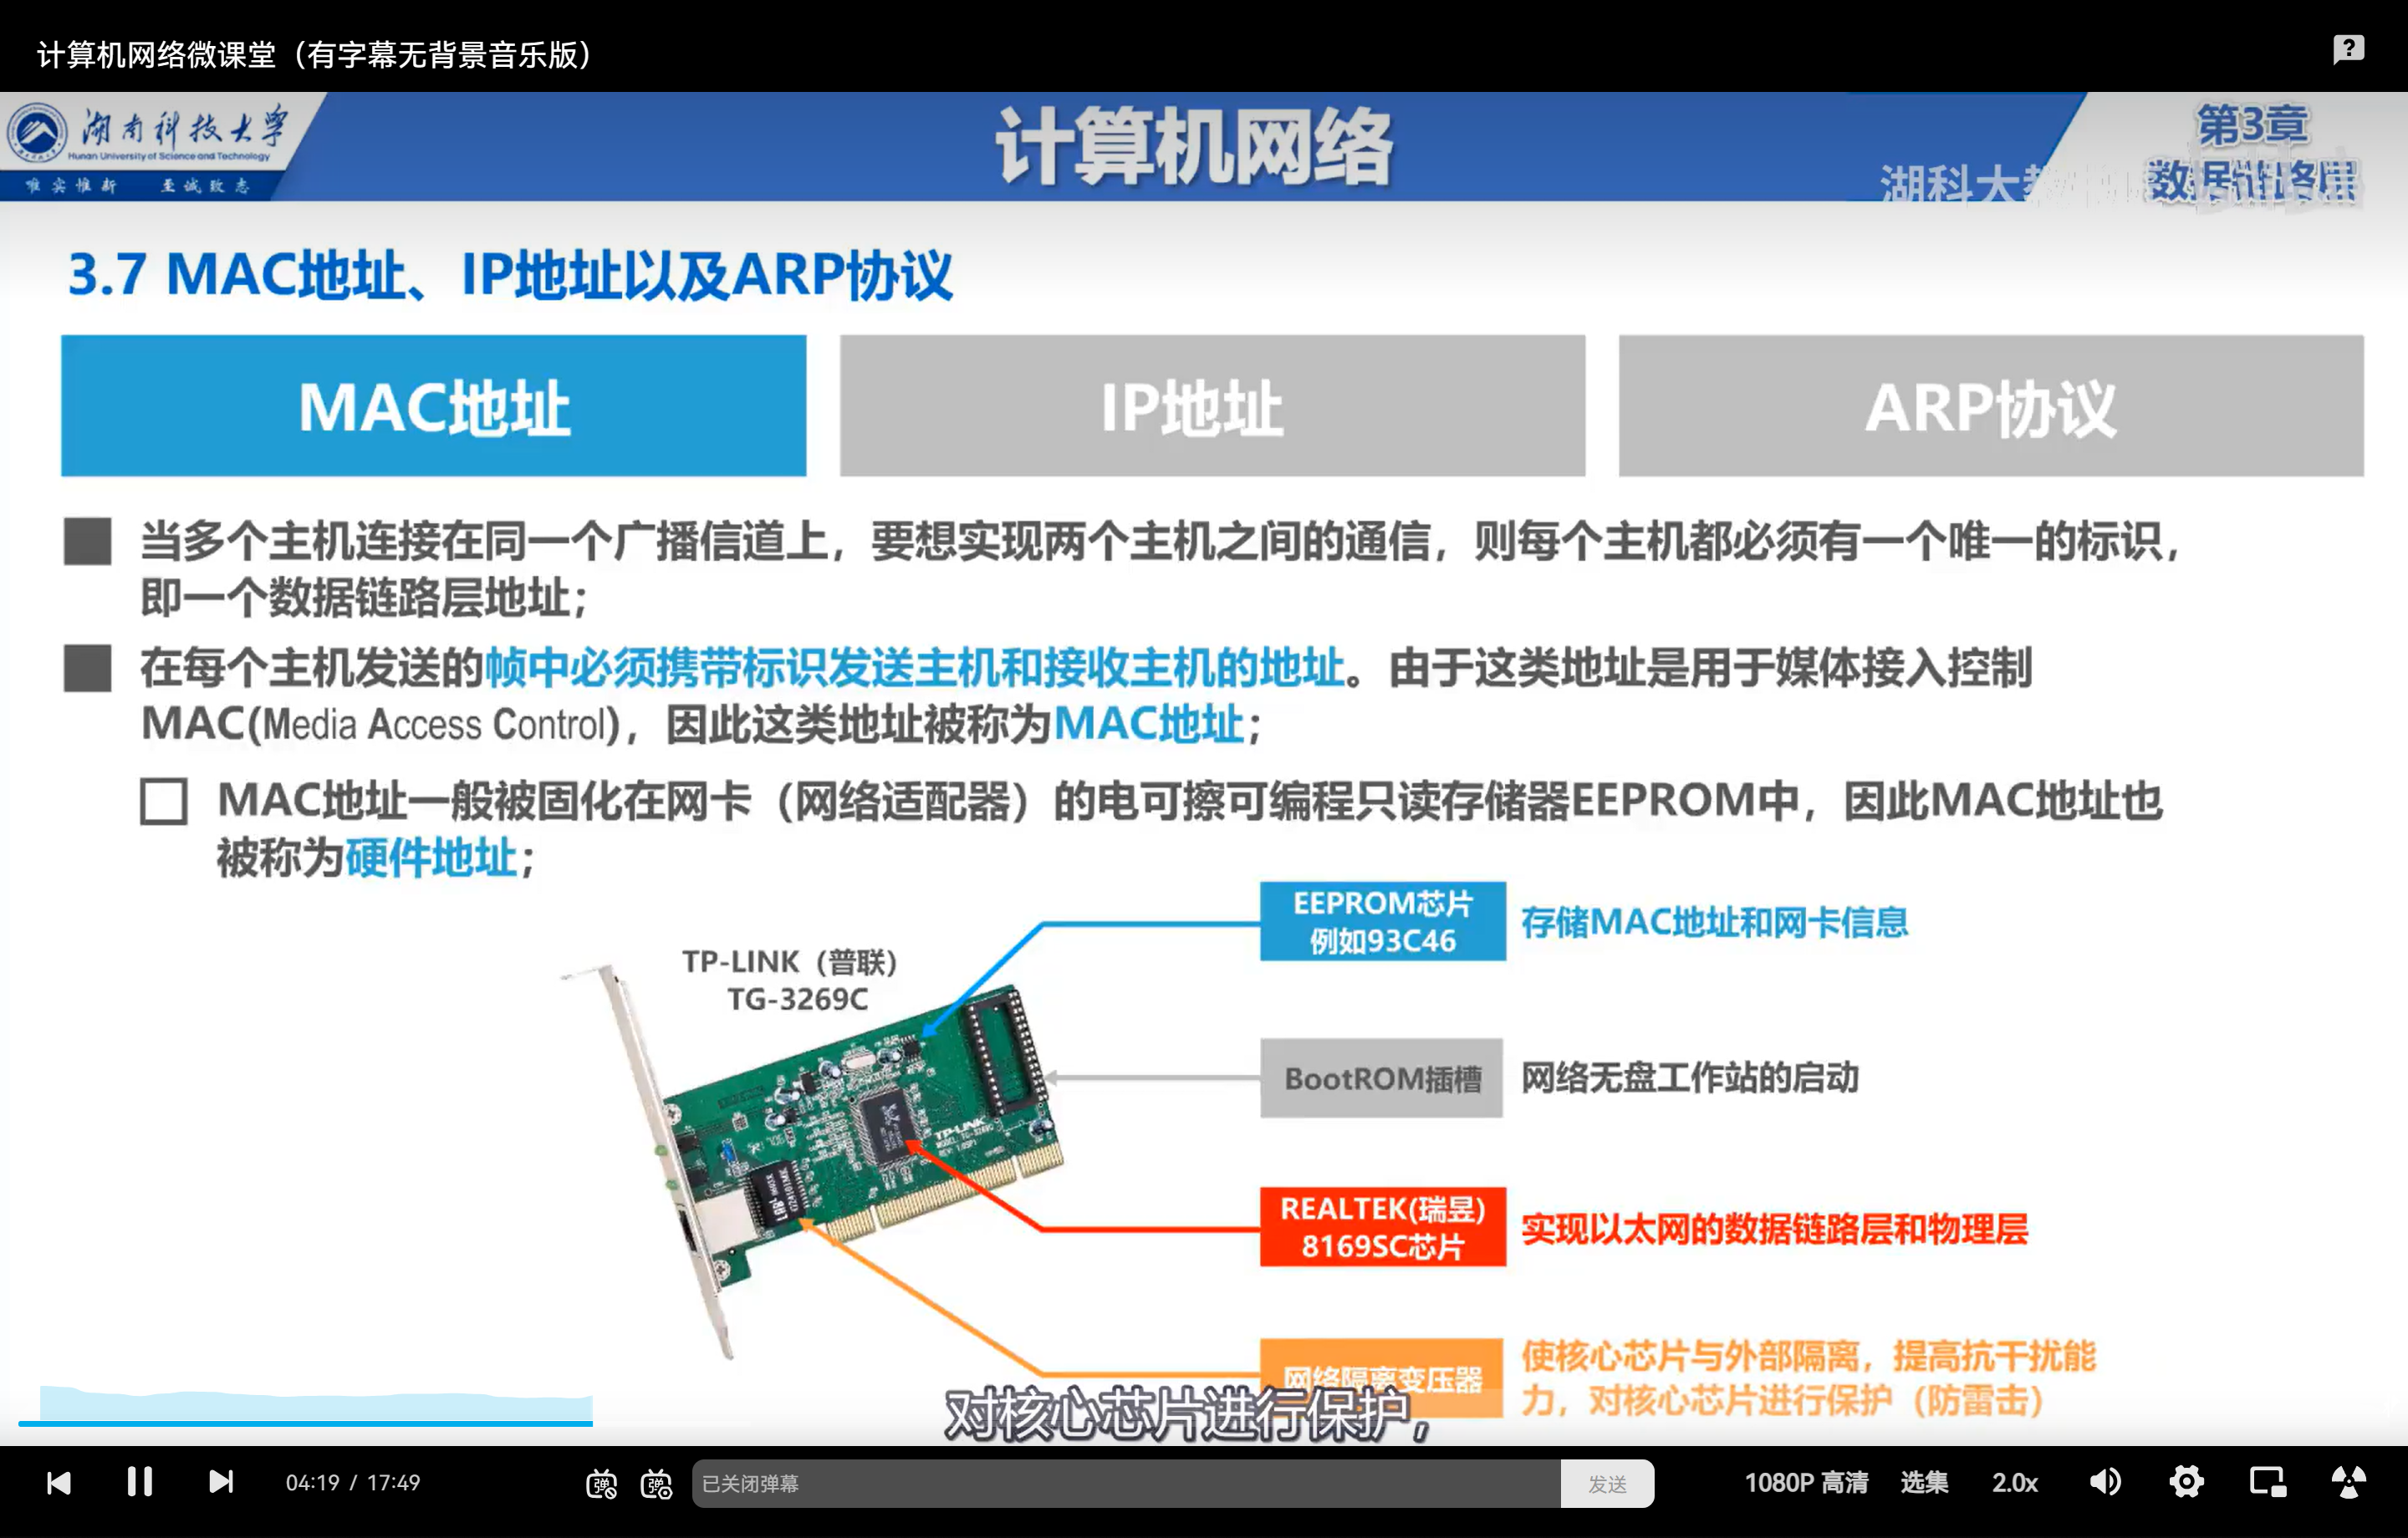 计算机网络微课堂（有字幕无背景音乐版）
湖南科技大学
Hunan University of Science and Technology
唯实惟新 至诚致志
计算机网络
第3章
数据链路层
湖科大教
3.7 MAC地址、IP地址以及ARP协议
MAC地址
IP地址
ARP协议
当多个主机连接在同一个广播信道上，要想实现两个主机之间的通信，则每个主机都必须有一个唯一的标识，
即一个数据链路层地址；
在每个主机发送的帧中必须携带标识发送主机和接收主机的地址。由于这类地址是用于媒体接入控制
MAC(Media Access Control)，因此这类地址被称为MAC地址；
MAC地址一般被固化在网卡（网络适配器）的电可擦可编程只读存储器EEPROM中，因此MAC地址也
被称为硬件地址；
TP-LINK（普联）
TG-3269C
EEPROM芯片
例如93C46
存储MAC地址和网卡信息
BootROM插槽
网络无盘工作站的启动
REALTEK(瑞昱)
8169SC芯片
实现以太网的数据链路层和物理层
网络隔离变压器
使核心芯片与外部隔离，提高抗干扰能
力，对核心芯片进行保护（防雷击）
TP-LINK
对核心芯片进行保护，
04:19 / 17:49
弹
弹
已关闭弹幕
发送
1080P 高清
选集
2.0x